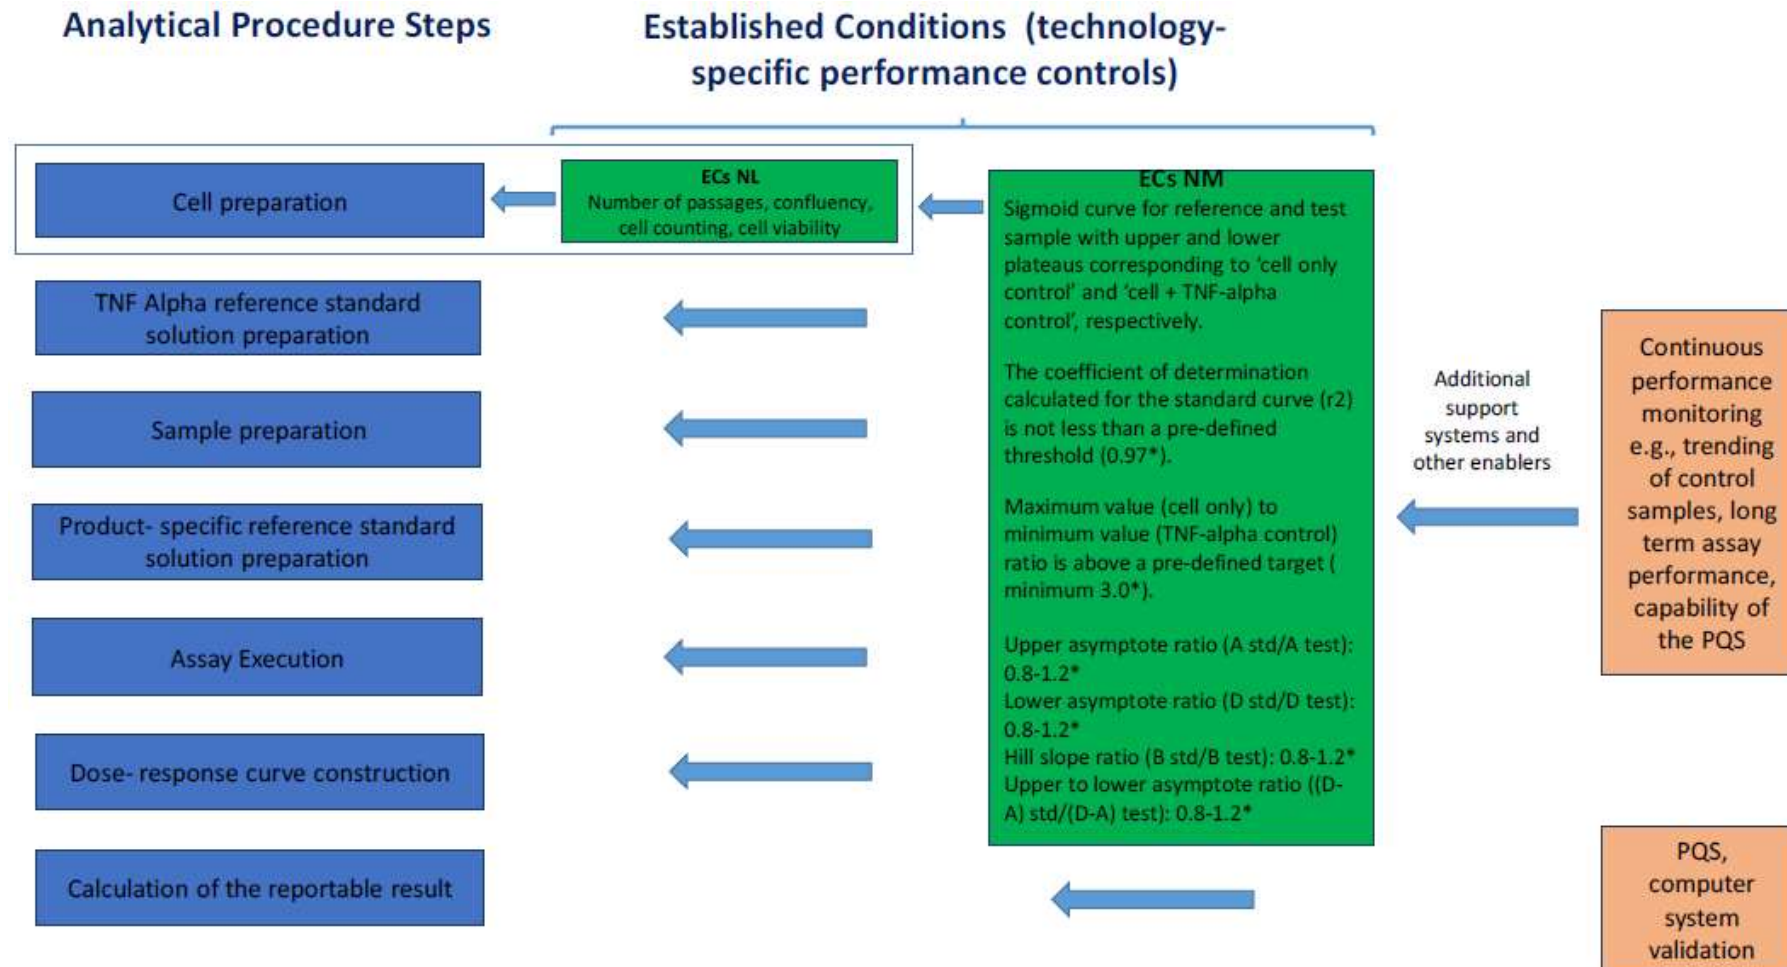 Analytical Procedure Steps
Established Conditions (technology-
specific performance controls)
Cell preparation
ECs NL
Number of passages, confluency,
cell counting, cell viability
TNF Alpha reference standard
solution preparation
Sample preparation
Product- specific reference standard
solution preparation
Assay Execution
Dose- response curve construction
Calculation of the reportable result
ECs NM
Sigmoid curve for reference and test
sample with upper and lower
plateaus corresponding to ‘cell only
control’ and ‘cell + TNF-alpha
control’, respectively.
The coefficient of determination
calculated for the standard curve (r2)
is not less than a pre-defined
threshold (0.97*).
Maximum value (cell only) to
minimum value (TNF-alpha control)
ratio is above a pre-defined target (
minimum 3.0*).
Upper asymptote ratio (A std/A test):
0.8-1.2*
Lower asymptote ratio (D std/D test):
0.8-1.2*
Hill slope ratio (B std/B test): 0.8-1.2*
Upper to lower asymptote ratio ((D-
A) std/(D-A) test): 0.8-1.2*
Additional
support
systems and
other enablers
Continuous
performance
monitoring
e.g., trending
of control
samples, long
term assay
performance,
capability of
the PQS
PQS,
computer
system
validation